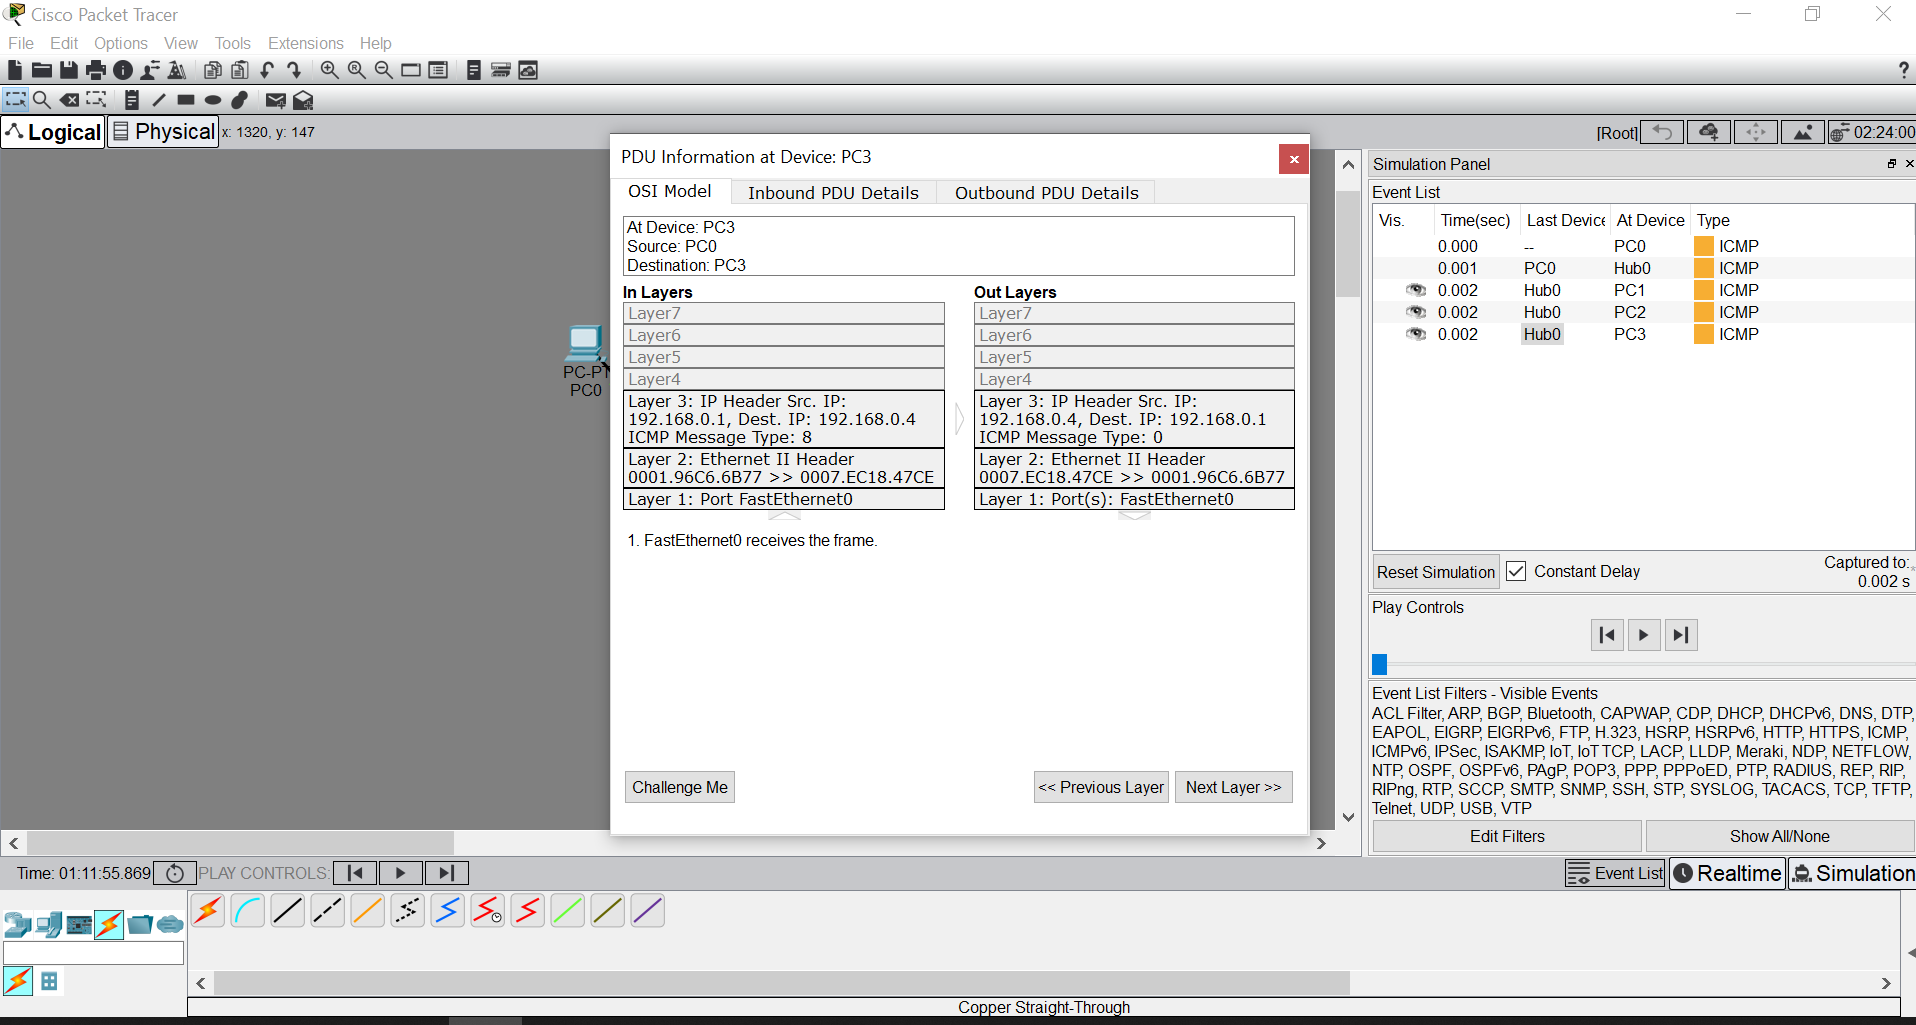 Cisco Packet Tracer
File Edit Options View Tools Extensions Help
?
Logical Physical x: 1320, y: 147
[Root] 02:24:00
PC-PT
PC0
PDU Information at Device: PC3
OSI Model Inbound PDU Details Outbound PDU Details
At Device: PC3
Source: PC0
Destination: PC3
In Layers
Layer7
Layer6
Layer5
Layer4
Layer 3: IP Header Src. IP:
192.168.0.1, Dest. IP: 192.168.0.4
ICMP Message Type: 8
Layer 2: Ethernet II Header
0001.96C6.6B77 >> 0007.EC18.47CE
Layer 1: Port FastEthernet0
Out Layers
Layer7
Layer6
Layer5
Layer4
Layer 3: IP Header Src. IP:
192.168.0.4, Dest. IP: 192.168.0.1
ICMP Message Type: 0
Layer 2: Ethernet II Header
0007.EC18.47CE >> 0001.96C6.6B77
Layer 1: Port(s): FastEthernet0
1. FastEthernet0 receives the frame.
Challenge Me << Previous Layer Next Layer >>
Simulation Panel
Event List
Vis. Time(sec) Last Device At Device Type
0.000 -- PC0 ICMP
0.001 PC0 Hub0 ICMP
0.002 Hub0 PC1 ICMP
0.002 Hub0 PC2 ICMP
0.002 Hub0 PC3 ICMP
Reset Simulation Constant Delay
Captured to:
0.002 s
Play Controls
Event List Filters - Visible Events
ACL Filter, ARP, BGP, Bluetooth, CAPWAP, CDP, DHCP, DHCPv6, DNS, DTP,
EAPOL, EIGRP, EIGRPv6, FTP, H.323, HSRP, HSRPv6, HTTP, HTTPS, ICMP,
ICMPv6, IPSec, ISAKMP, IoT, IoT TCP, LACP, LLDP, Meraki, NDP, NETFLOW,
NTP, OSPF, OSPFv6, PAgP, POP3, PPP, PPPoED, PTP, RADIUS, REP, RIP,
RIPng, RTP, SCCP, SMTP, SNMP, SSH, STP, SYSLOG, TACACS, TCP, TFTP,
Telnet, UDP, USB, VTP
Edit Filters Show All/None
Time: 01:11:55.869 PLAY CONTROLS:
Event List Realtime Simulation
Copper Straight-Through